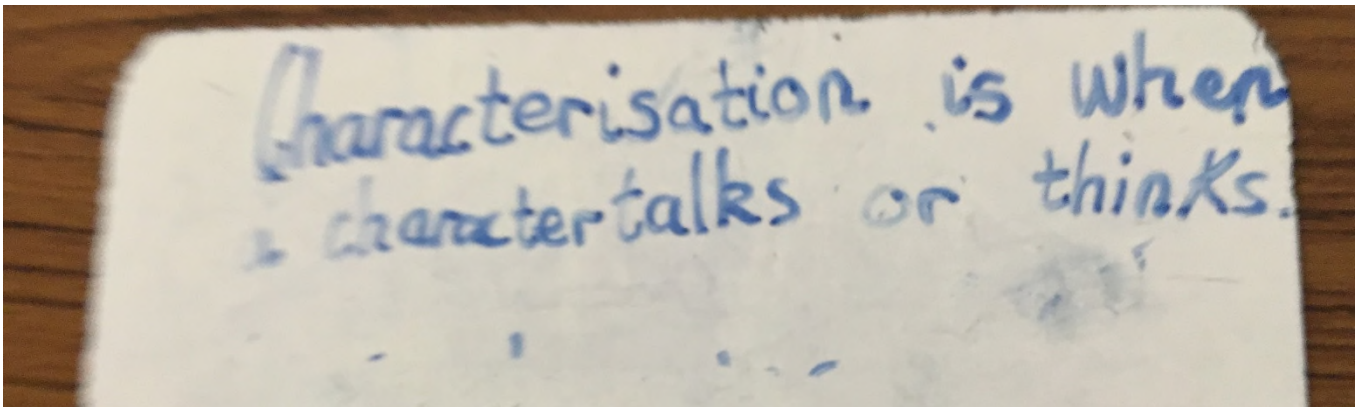 Characterisation is when
a character talks or thinks.